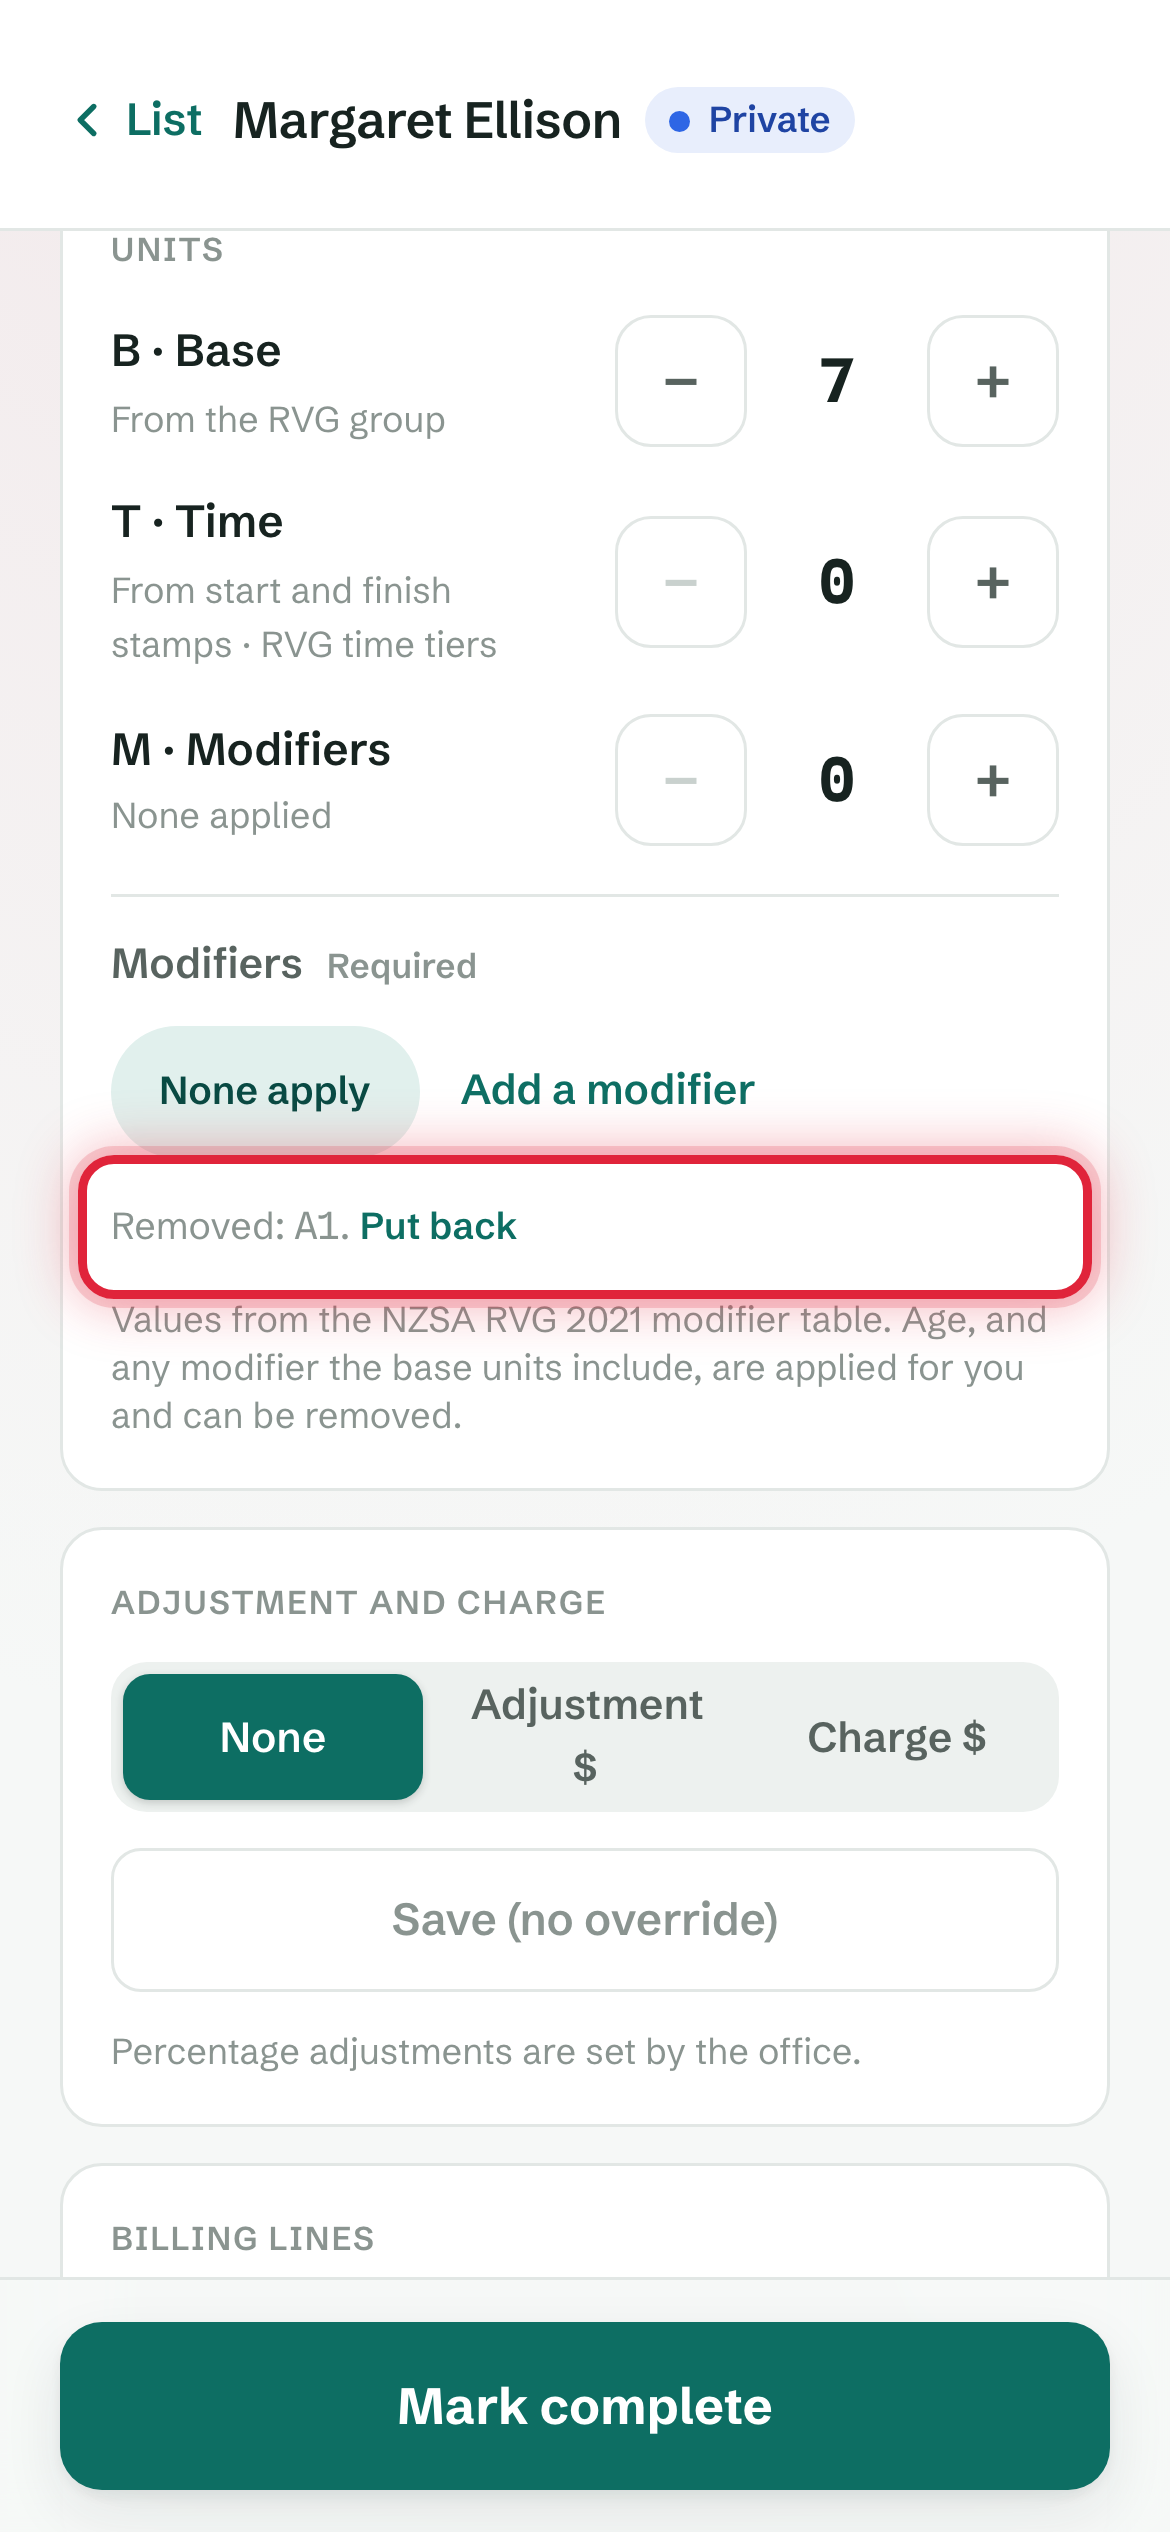 List Margaret Ellison Private
UNITS
B · Base
From the RVG group
− 7 +
T · Time
From start and finish
stamps · RVG time tiers
− 0 +
M · Modifiers
None applied
− 0 +
Modifiers Required
None apply Add a modifier
Removed: A1. Put back
Values from the NZSA RVG 2021 modifier table. Age, and
any modifier the base units include, are applied for you
and can be removed.
ADJUSTMENT AND CHARGE
None
Adjustment
$
Charge $
Save (no override)
Percentage adjustments are set by the office.
BILLING LINES
Mark complete